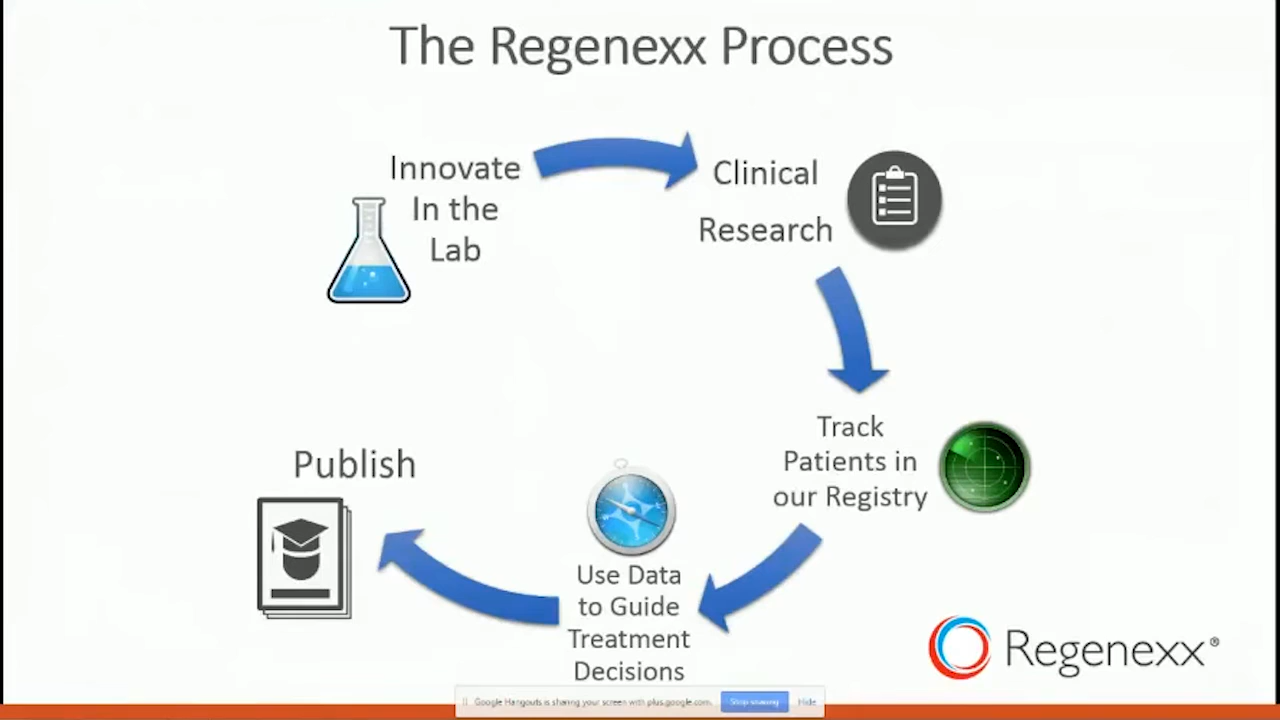 The Regenexx Process
Innovate
In the
Lab
Clinical
Research
Track
Patients in
our Registry
Use Data
to Guide
Treatment
Decisions
Publish
Regenexx®
Google Hangouts is sharing your screen with plus.google.com.
Stop sharing
Hide